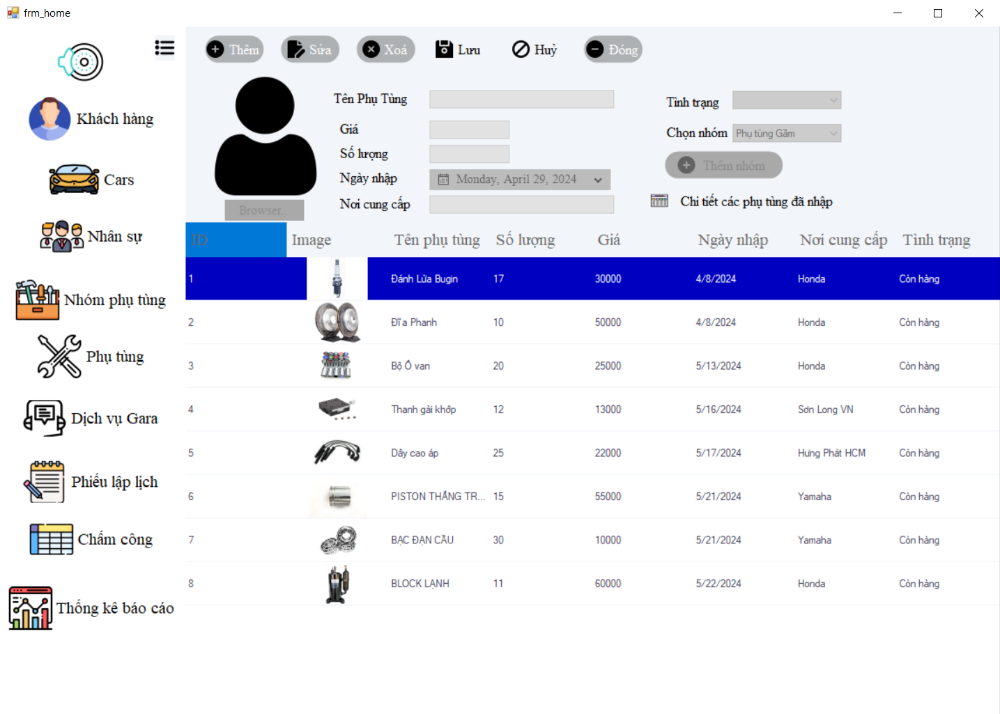 frm_home
Thêm Sửa Xoá Lưu Huỷ Đóng
Khách hàng
Cars
Nhân sự
Nhóm phụ tùng
Phụ tùng
Dịch vụ Gara
Phiếu lập lịch
Chấm công
Thống kê báo cáo
Browser..
Tên Phụ Tùng
Giá
Số lượng
Ngày nhập Monday, April 29, 2024
Nơi cung cấp
Tình trạng
Chọn nhóm Phụ tùng Gầm
Thêm nhóm
Chi tiết các phụ tùng đã nhập
ID Image Tên phụ tùng Số lượng Giá Ngày nhập Nơi cung cấp Tình trạng
1 Đánh Lửa Bugin 17 30000 4/8/2024 Honda Còn hàng
2 Đĩa Phanh 10 50000 4/8/2024 Honda Còn hàng
3 Bộ Ổ van 20 25000 5/13/2024 Honda Còn hàng
4 Thanh gài khớp 12 13000 5/16/2024 Sơn Long VN Còn hàng
5 Dây cao áp 25 22000 5/17/2024 Hưng Phát HCM Còn hàng
6 PISTON THẮNG TR... 15 55000 5/21/2024 Yamaha Còn hàng
7 BẠC ĐẠN CẦU 30 10000 5/21/2024 Yamaha Còn hàng
8 BLOCK LẠNH 11 60000 5/22/2024 Honda Còn hàng